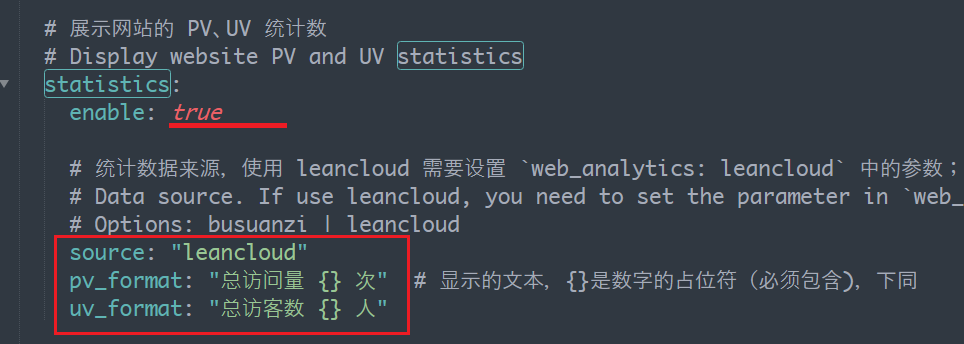 # 展示网站的 PV、UV 统计数
# Display website PV and UV statistics
statistics:
enable: true
# 统计数据来源，使用 leancloud 需要设置 `web_analytics: leancloud` 中的参数；
# Data source. If use leancloud, you need to set the parameter in `web_
# Options: busuanzi | leancloud
source: "leancloud"
pv_format: "总访问量 {} 次" # 显示的文本，{}是数字的占位符（必须包含)，下同
uv_format: "总访客数 {} 人"